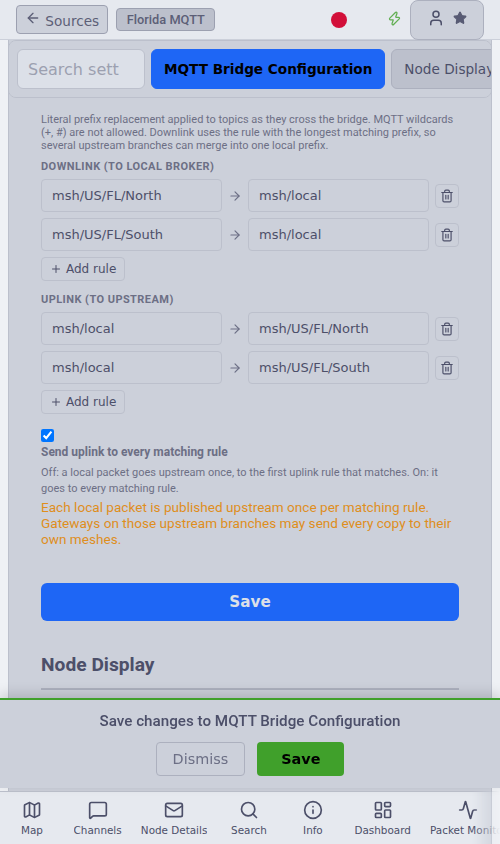 Sources
Florida MQTT
Search sett
MQTT Bridge Configuration
Node Display
Literal prefix replacement applied to topics as they cross the bridge. MQTT wildcards
(+, #) are not allowed. Downlink uses the rule with the longest matching prefix, so
several upstream branches can merge into one local prefix.
DOWNLINK (TO LOCAL BROKER)
msh/US/FL/North → msh/local
msh/US/FL/South → msh/local
+ Add rule
UPLINK (TO UPSTREAM)
msh/local → msh/US/FL/North
msh/local → msh/US/FL/South
+ Add rule
Send uplink to every matching rule
Off: a local packet goes upstream once, to the first uplink rule that matches. On: it
goes to every matching rule.
Each local packet is published upstream once per matching rule.
Gateways on those upstream branches may send every copy to their
own meshes.
Save
Node Display
Save changes to MQTT Bridge Configuration
Dismiss
Save
Map
Channels
Node Details
Search
Info
Dashboard
Packet Moni